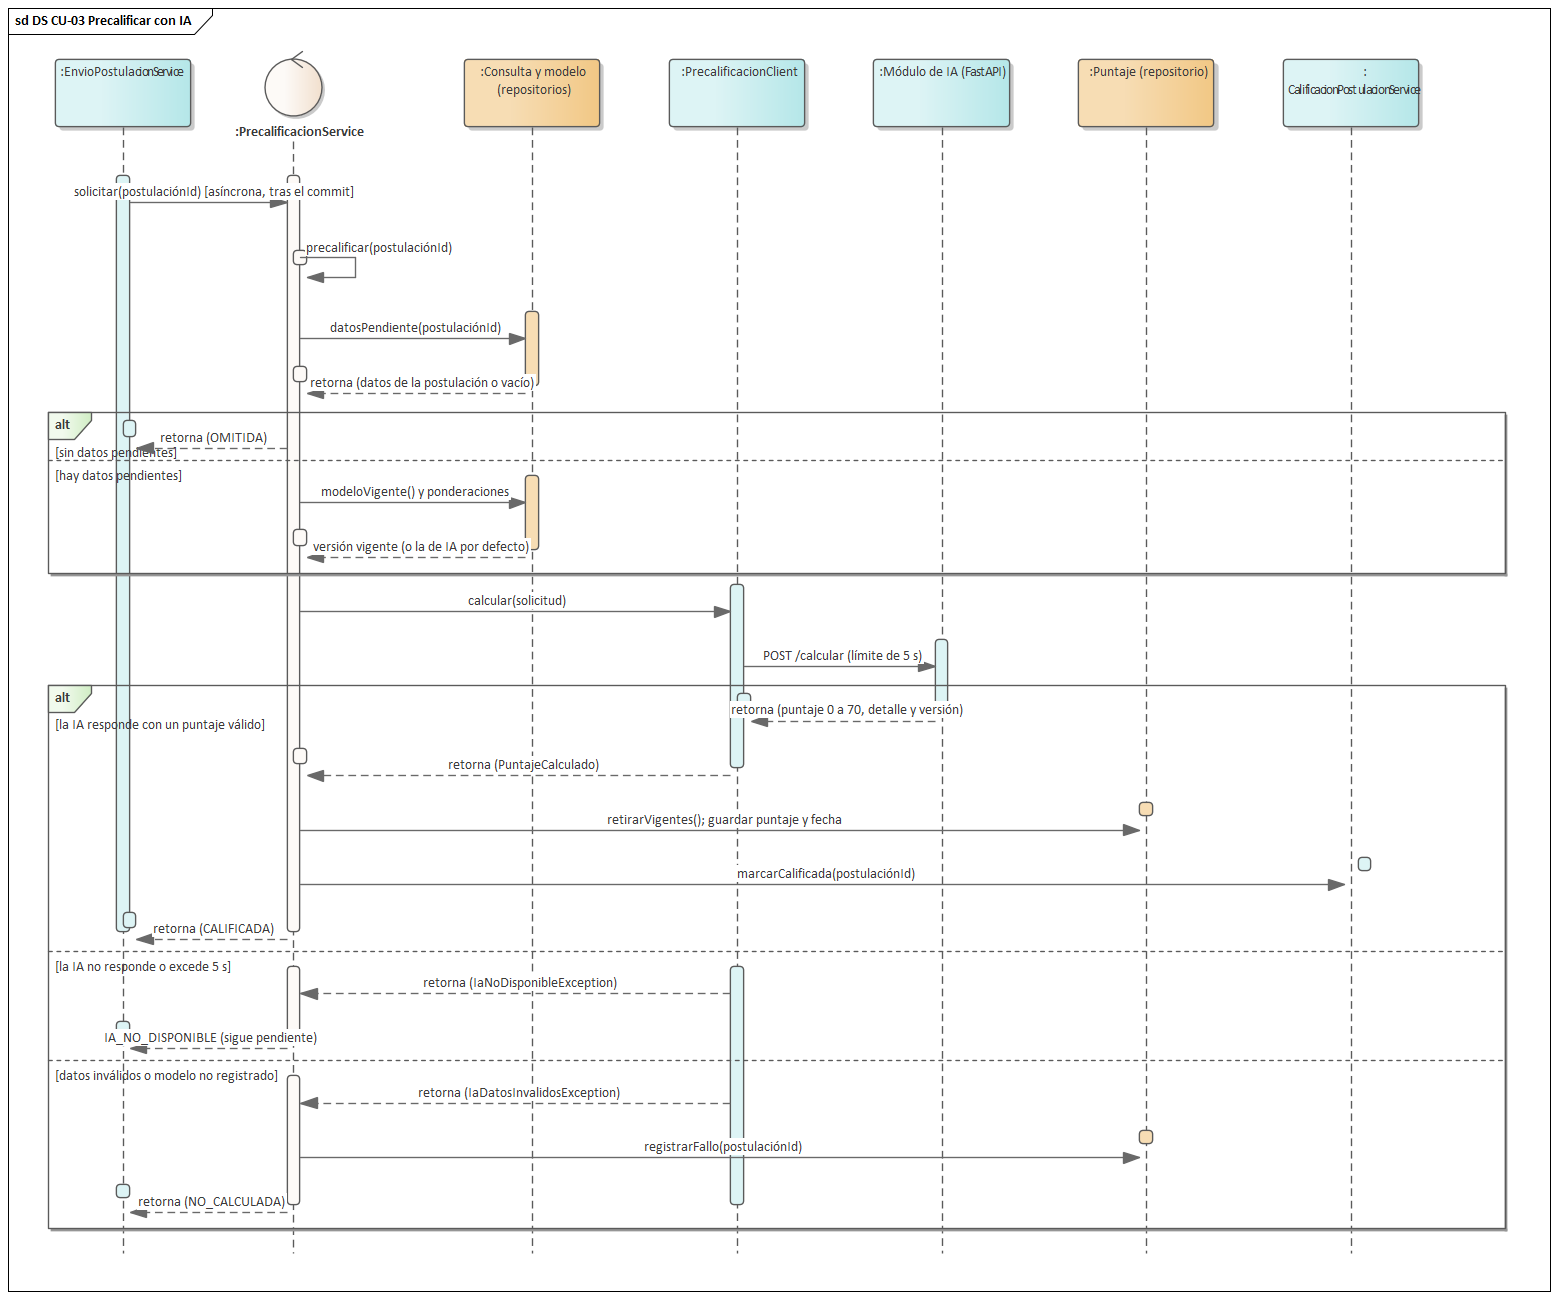 sd DS CU-03 Precalificar con IA
:EnvioPostulacionService
:PrecalificacionService
:Consulta y modelo
(repositorios)
:PrecalificacionClient
:Módulo de IA (FastAPI)
:Puntaje (repositorio)
:
CalificacionPostulacionService
solicitar(postulaciónId) [asíncrona, tras el commit]
precalificar(postulaciónId)
datosPendiente(postulaciónId)
retorna (datos de la postulación o vacío)
alt
retorna (OMITIDA)
[sin datos pendientes]
[hay datos pendientes]
modeloVigente() y ponderaciones
versión vigente (o la de IA por defecto)
calcular(solicitud)
POST /calcular (límite de 5 s)
alt
retorna (puntaje 0 a 70, detalle y versión)
[la IA responde con un puntaje válido]
retorna (PuntajeCalculado)
retirarVigentes(); guardar puntaje y fecha
marcarCalificada(postulaciónId)
retorna (CALIFICADA)
[la IA no responde o excede 5 s]
retorna (IaNoDisponibleException)
IA_NO_DISPONIBLE (sigue pendiente)
[datos inválidos o modelo no registrado]
retorna (IaDatosInvalidosException)
registrarFallo(postulaciónId)
retorna (NO_CALCULADA)